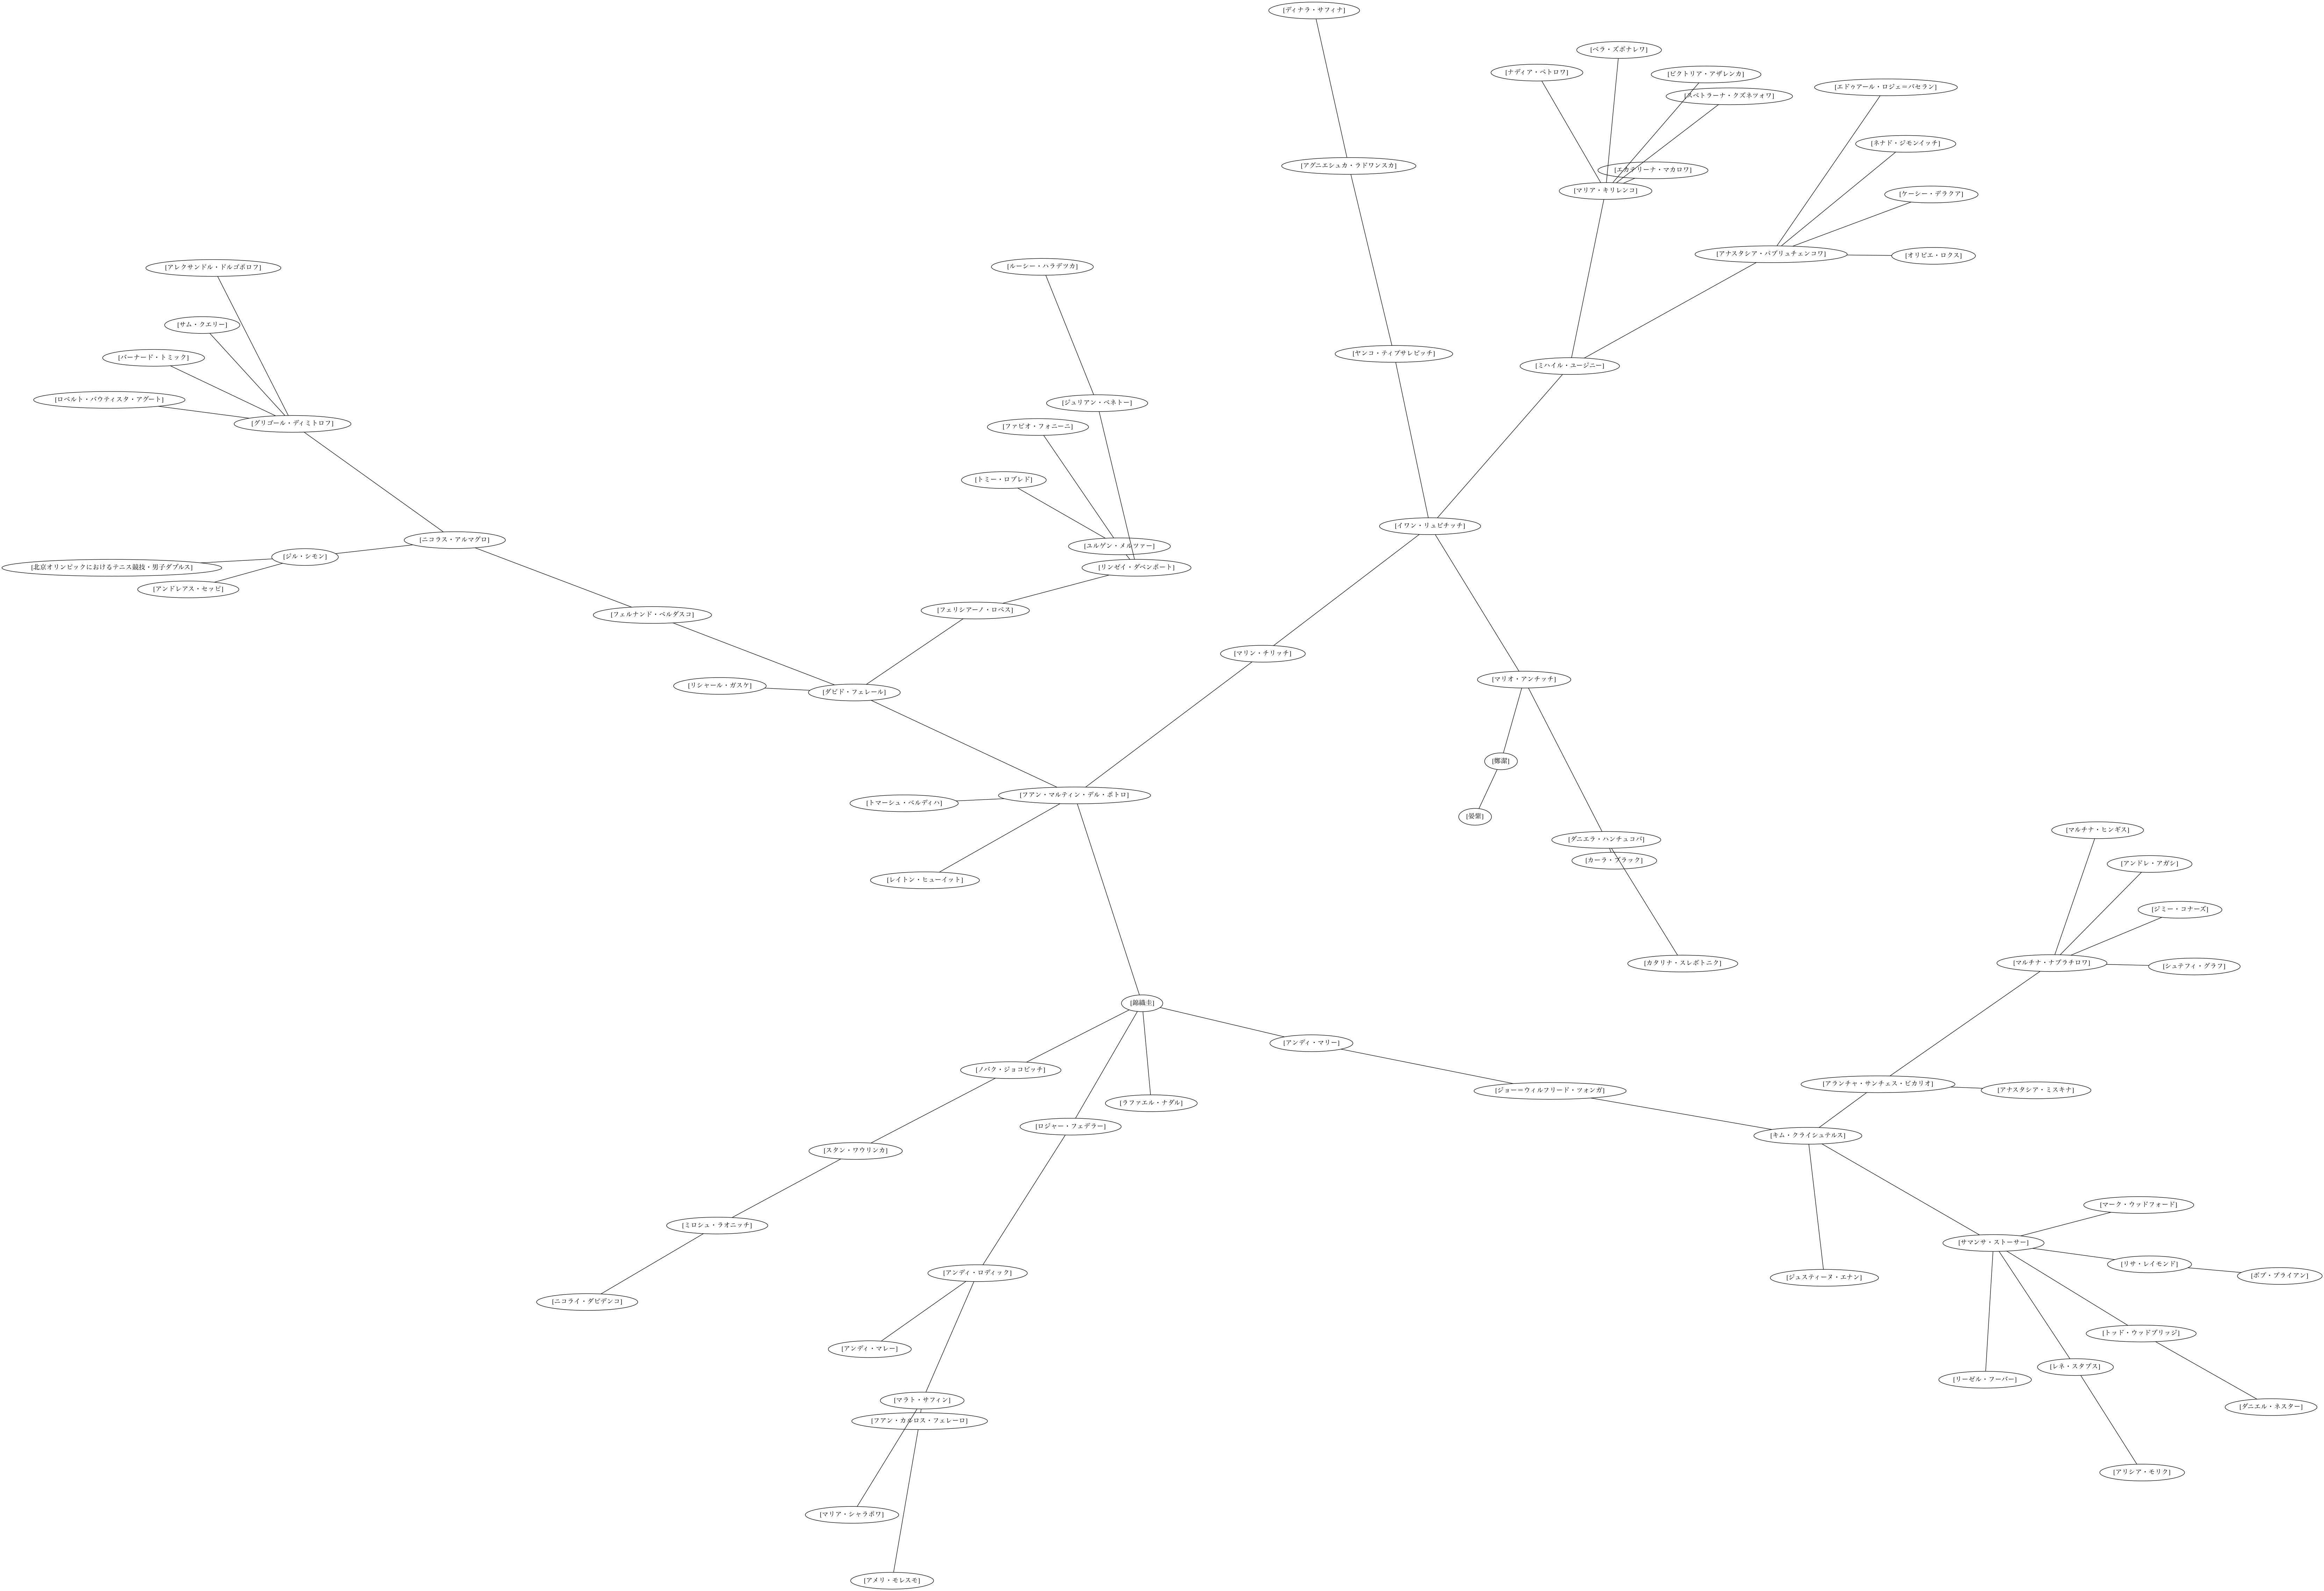 [ディナラ・サフィナ]
[ベラ・ズボナレワ]
[ナディア・ペトロワ]
[ビクトリア・アザレンカ]
[エドゥアール・ロジェ＝バセラン]
[スベトラーナ・クズネツォワ]
[ネナド・ジモンイッチ]
[アグニエシュカ・ラドワンスカ]
[エカテリーナ・マカロワ]
[マリア・キリレンコ]
[ケーシー・デラクア]
[アナスタシア・パブリュチェンコワ]
[オリビエ・ロクス]
[アレクサンドル・ドルゴポロフ]
[ルーシー・ハラデツカ]
[サム・クエリー]
[ヤンコ・ティプサレビッチ]
[バーナード・トミック]
[ミハイル・ユージニー]
[ロベルト・バウティスタ・アグート]
[ジュリアン・ベネトー]
[グリゴール・ディミトロフ]
[ファビオ・フォニーニ]
[トミー・ロブレド]
[イワン・リュビチッチ]
[ニコラス・アルマグロ]
[ユルゲン・メルツァー]
[ジル・シモン]
[北京オリンピックにおけるテニス競技・男子ダブルス]
[リンゼイ・ダベンポート]
[アンドレアス・セッピ]
[フェリシアーノ・ロペス]
[フェルナンド・ベルダスコ]
[マリン・チリッチ]
[マリオ・アンチッチ]
[リシャール・ガスケ]
[ダビド・フェレール]
[鄭潔]
[フアン・マルティン・デル・ポトロ]
[トマーシュ・ベルディハ]
[晏紫]
[マルチナ・ヒンギス]
[ダニエラ・ハンチュコバ]
[カーラ・ブラック]
[アンドレ・アガシ]
[レイトン・ヒューイット]
[ジミー・コナーズ]
[カタリナ・スレボトニク]
[マルチナ・ナブラチロワ]
[シュテフィ・グラフ]
[錦織圭]
[アンディ・マリー]
[ノバク・ジョコビッチ]
[アランチャ・サンチェス・ビカリオ]
[アナスタシア・ミスキナ]
[ジョー＝ウィルフリード・ツォンガ]
[ラファエル・ナダル]
[ロジャー・フェデラー]
[キム・クライシュテルス]
[スタン・ワウリンカ]
[マーク・ウッドフォード]
[ミロシュ・ラオニッチ]
[サマンサ・ストーサー]
[リサ・レイモンド]
[ボブ・ブライアン]
[アンディ・ロディック]
[ジュスティーヌ・エナン]
[ニコライ・ダビデンコ]
[トッド・ウッドブリッジ]
[アンディ・マレー]
[レネ・スタブス]
[リーゼル・フーバー]
[マラト・サフィン]
[ダニエル・ネスター]
[フアン・カルロス・フェレーロ]
[アリシア・モリク]
[マリア・シャラポワ]
[アメリ・モレスモ]